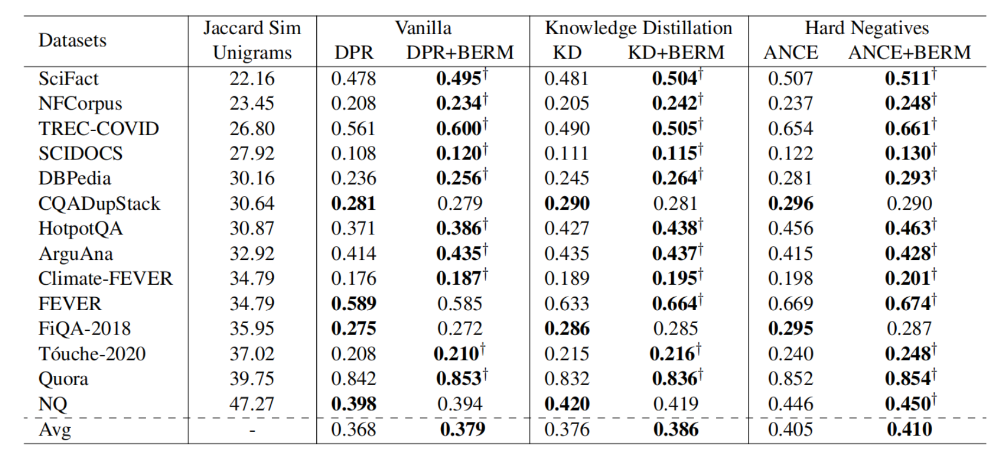 Datasets Jaccard Sim Unigrams Vanilla Knowledge Distillation Hard Negatives
DPR DPR+BERM KD KD+BERM ANCE ANCE+BERM
SciFact 22.16 0.478 0.495† 0.481 0.504† 0.507 0.511†
NFCorpus 23.45 0.208 0.234† 0.205 0.242† 0.237 0.248†
TREC-COVID 26.80 0.561 0.600† 0.490 0.505† 0.654 0.661†
SCIDOCS 27.92 0.108 0.120† 0.111 0.115† 0.122 0.130†
DBPedia 30.16 0.236 0.256† 0.245 0.264† 0.281 0.293†
CQADupStack 30.64 0.281 0.279 0.290 0.281 0.296 0.290
HotpotQA 30.87 0.371 0.386† 0.427 0.438† 0.456 0.463†
ArguAna 32.92 0.414 0.435† 0.435 0.437† 0.415 0.428†
Climate-FEVER 34.79 0.176 0.187† 0.189 0.195† 0.198 0.201†
FEVER 34.79 0.589 0.585 0.633 0.664† 0.669 0.674†
FiQA-2018 35.95 0.275 0.272 0.286 0.285 0.295 0.287
Tóuche-2020 37.02 0.208 0.210† 0.215 0.216† 0.240 0.248†
Quora 39.75 0.842 0.853† 0.832 0.836† 0.852 0.854†
NQ 47.27 0.398 0.394 0.420 0.419 0.446 0.450†
Avg - 0.368 0.379 0.376 0.386 0.405 0.410